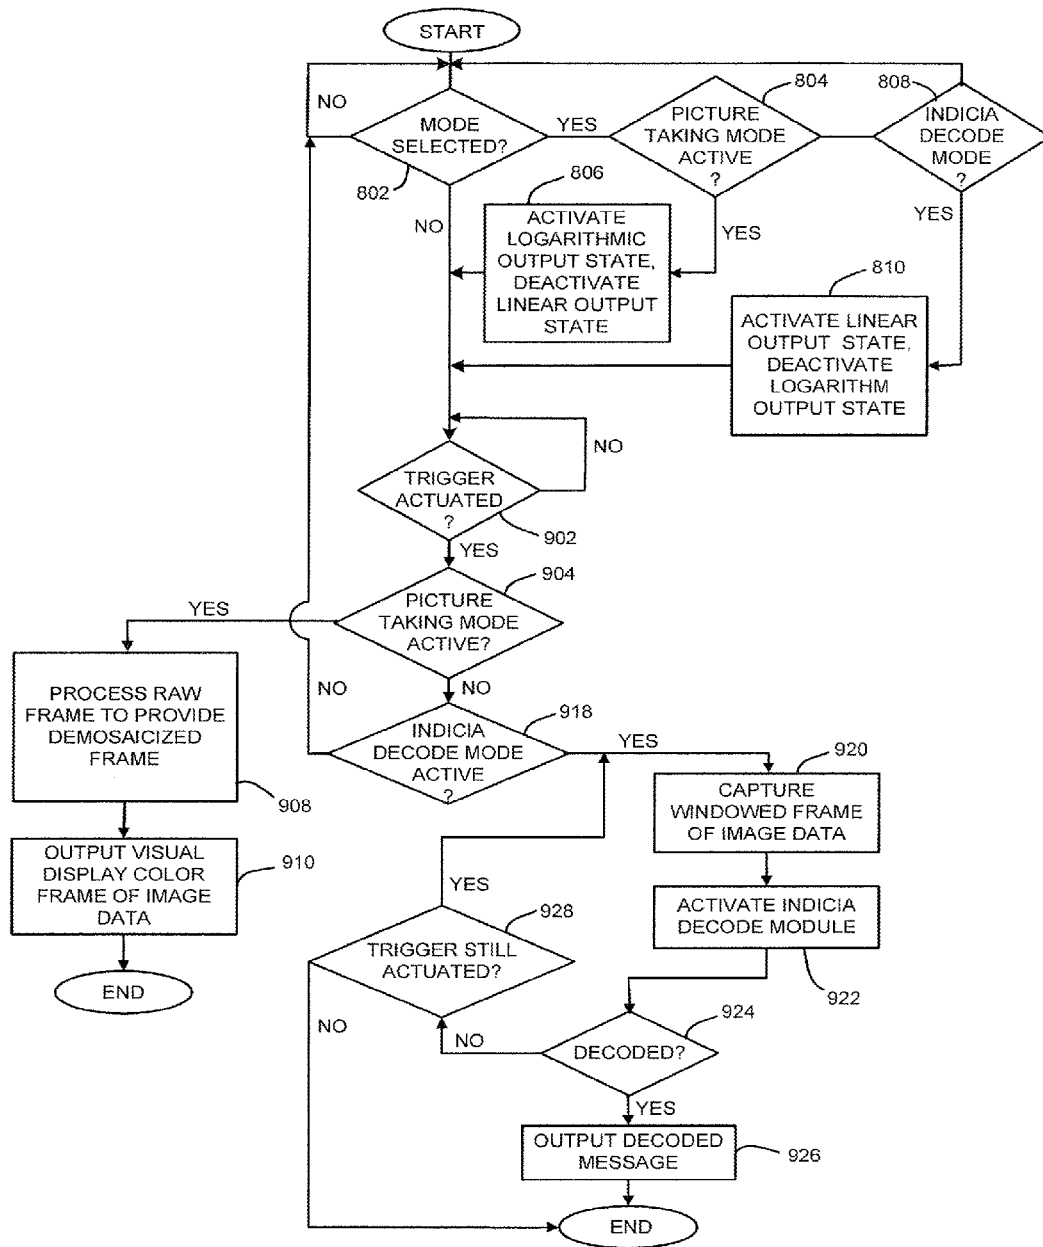 START
NO
MODE
SELECTED?
802
YES
PICTURE
TAKING MODE
ACTIVE
?
804
808
INDICIA
DECODE
MODE
?
YES
NO
806
ACTIVATE
LOGARITHMIC
OUTPUT STATE,
DEACTIVATE
LINEAR OUTPUT
STATE
YES
810
ACTIVATE LINEAR
OUTPUT STATE,
DEACTIVATE
LOGARITHM
OUTPUT STATE
NO
TRIGGER
ACTUATED
?
902
YES
904
YES
PICTURE
TAKING MODE
ACTIVE?
PROCESS RAW
FRAME TO PROVIDE
DEMOSAICIZED
FRAME
908
NO
NO
INDICIA
DECODE MODE
ACTIVE
?
918
YES
920
CAPTURE
WINDOWED FRAME
OF IMAGE DATA
OUTPUT VISUAL
DISPLAY COLOR
FRAME OF IMAGE
DATA
910
END
YES
928
TRIGGER STILL
ACTUATED?
NO
ACTIVATE INDICIA
DECODE MODULE
922
924
NO
DECODED?
YES
OUTPUT DECODED
MESSAGE
926
END